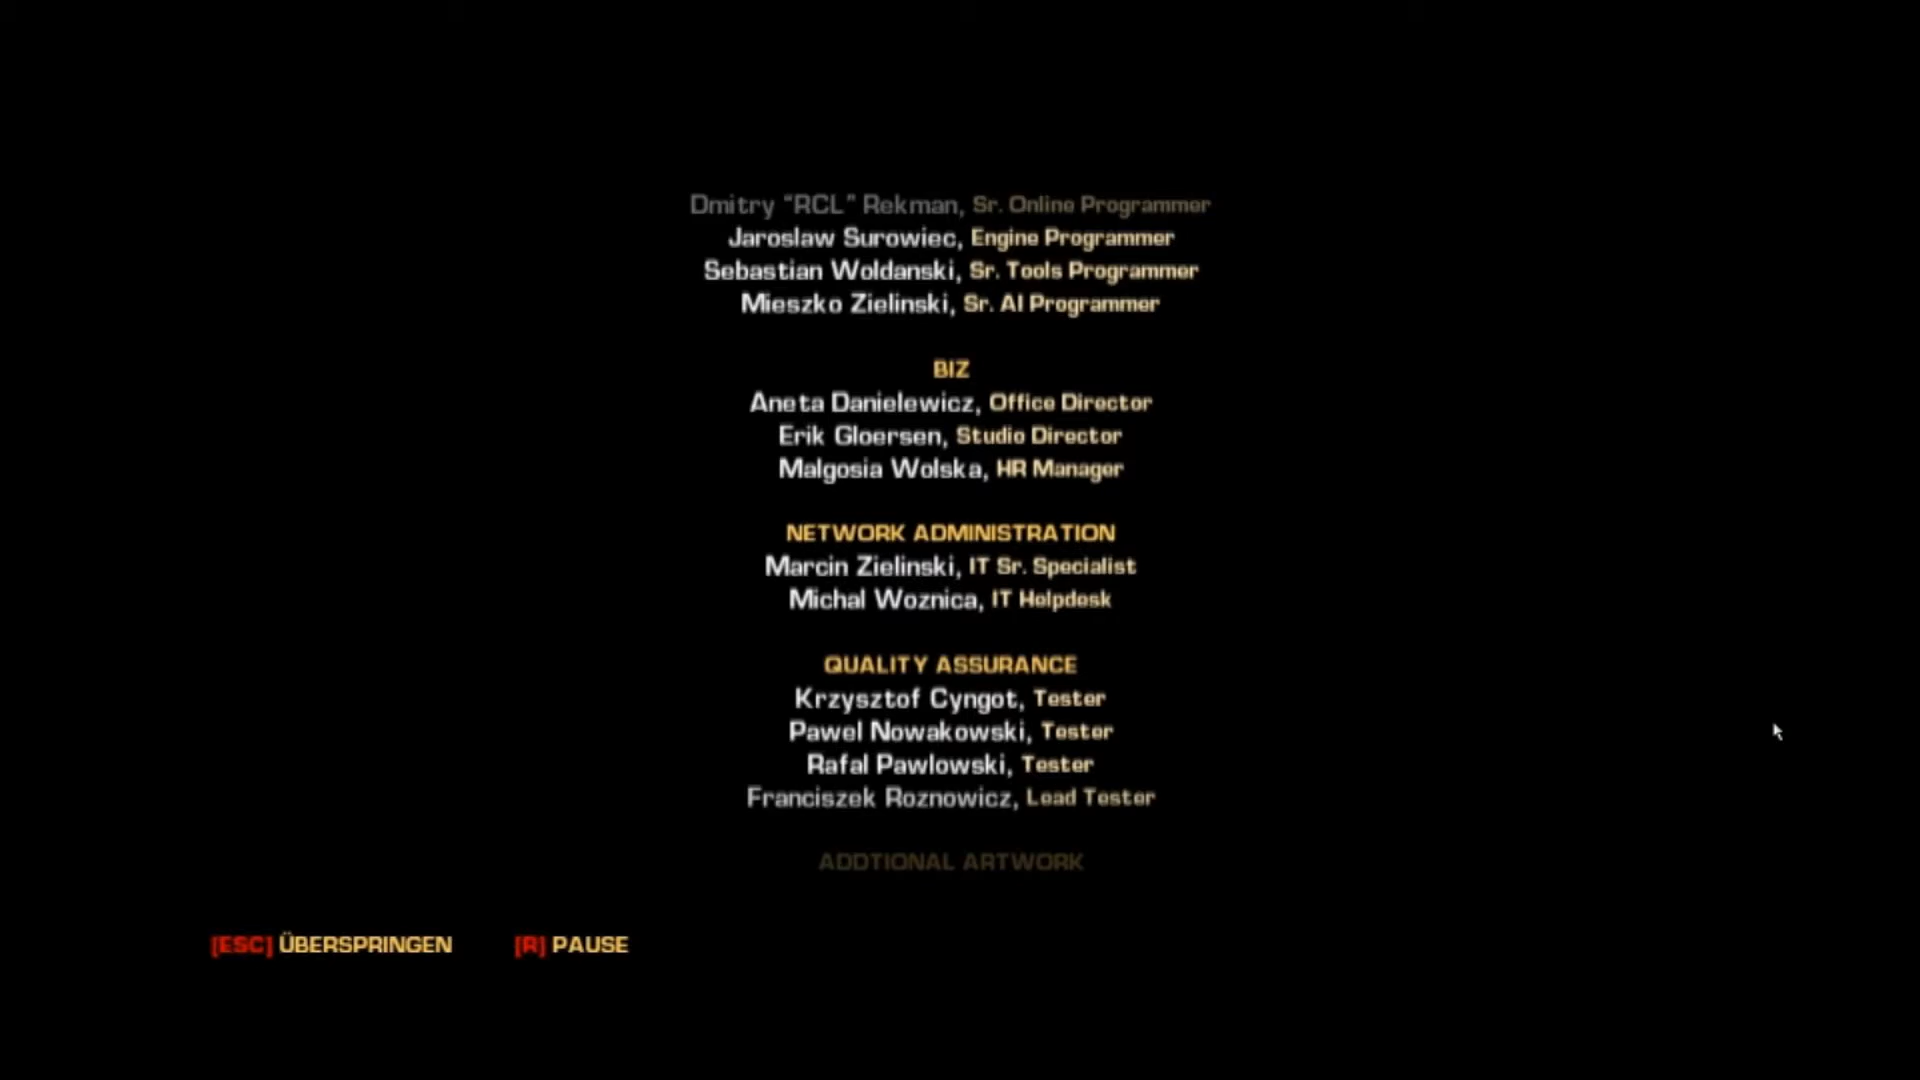 Dmitry “RCL” Rekman, Sr. Online Programmer
Jaroslaw Surowiec, Engine Programmer
Sebastian Woldanski, Sr. Tools Programmer
Mieszko Zielinski, Sr. AI Programmer
BIZ
Aneta Danielewicz, Office Director
Erik Gloersen, Studio Director
Malgosia Wolska, HR Manager
NETWORK ADMINISTRATION
Marcin Zielinski, IT Sr. Specialist
Michal Woznica, IT Helpdesk
QUALITY ASSURANCE
Krzysztof Cyngot, Tester
Pawel Nowakowski, Tester
Rafal Pawlowski, Tester
Franciszek Roznowicz, Lead Tester
ADDTIONAL ARTWORK
[ESC] ÜBERSPRINGEN [R] PAUSE